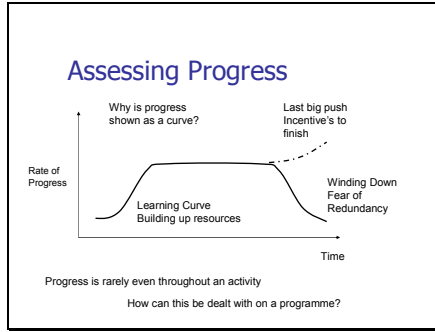 Assessing Progress
Why is progress
shown as a curve?
Last big push
Incentive's to
finish
Rate of
Progress
Learning Curve
Building up resources
Winding Down
Fear of
Redundancy
Time
Progress is rarely even throughout an activity
How can this be dealt with on a programme?